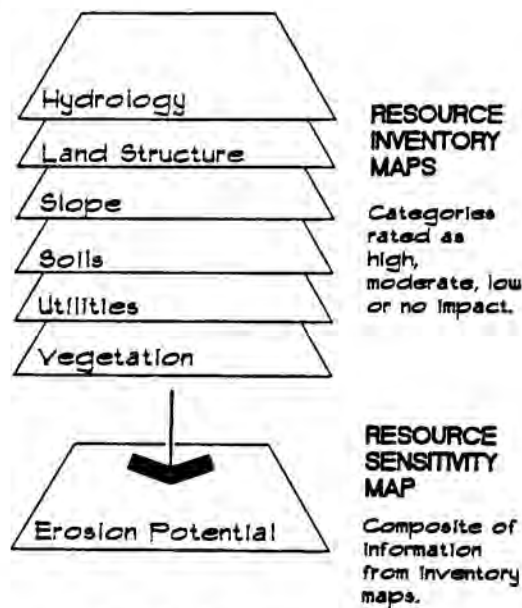 Hydrology
Land Structure
Slope
Soils
Utilities
Vegetation
RESOURCE
INVENTORY
MAPS
Categories
rated as
high,
moderate, low
or no impact.
Erosion Potential
RESOURCE
SENSITIVITY
MAP
Composite of
information
from inventory
maps.